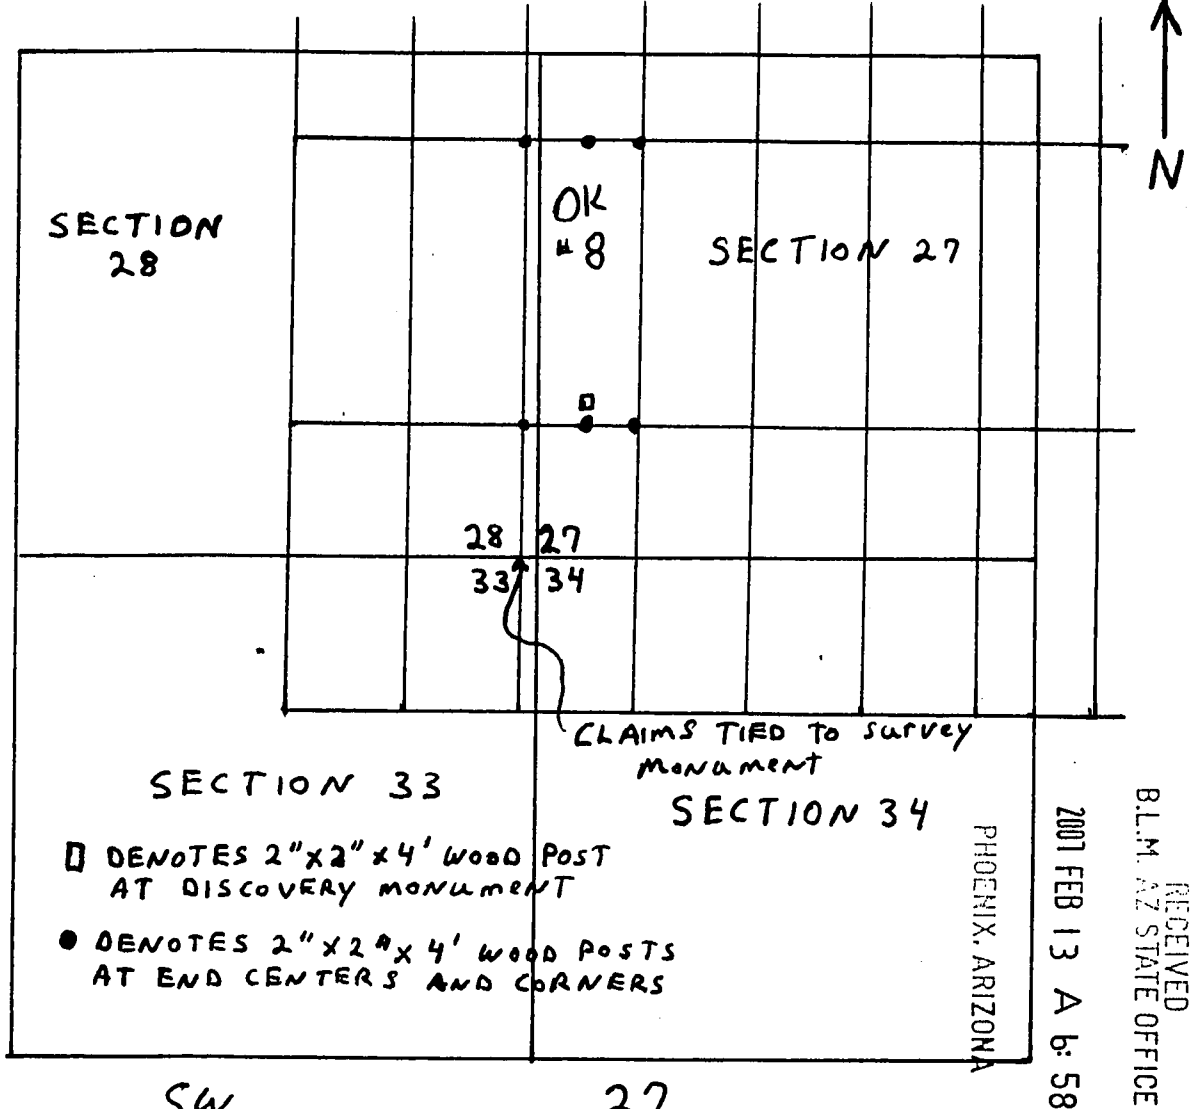 N
SECTION
28
OK
#8
SECTION 27
28 27
33 34
CLAIMS TIED To survey
monument
SECTION 33
SECTION 34
DENOTES 2"x2"x4' WOOD POST
AT DISCOVERY monument
DENOTES 2"x2"x4' WOOD POSTS
AT END CENTERS AND CORNERS
RECEIVED
B.L.M. AZ STATE OFFICE
2007 FEB 13 A 6:58
PHOENIX, ARIZONA
SW 27